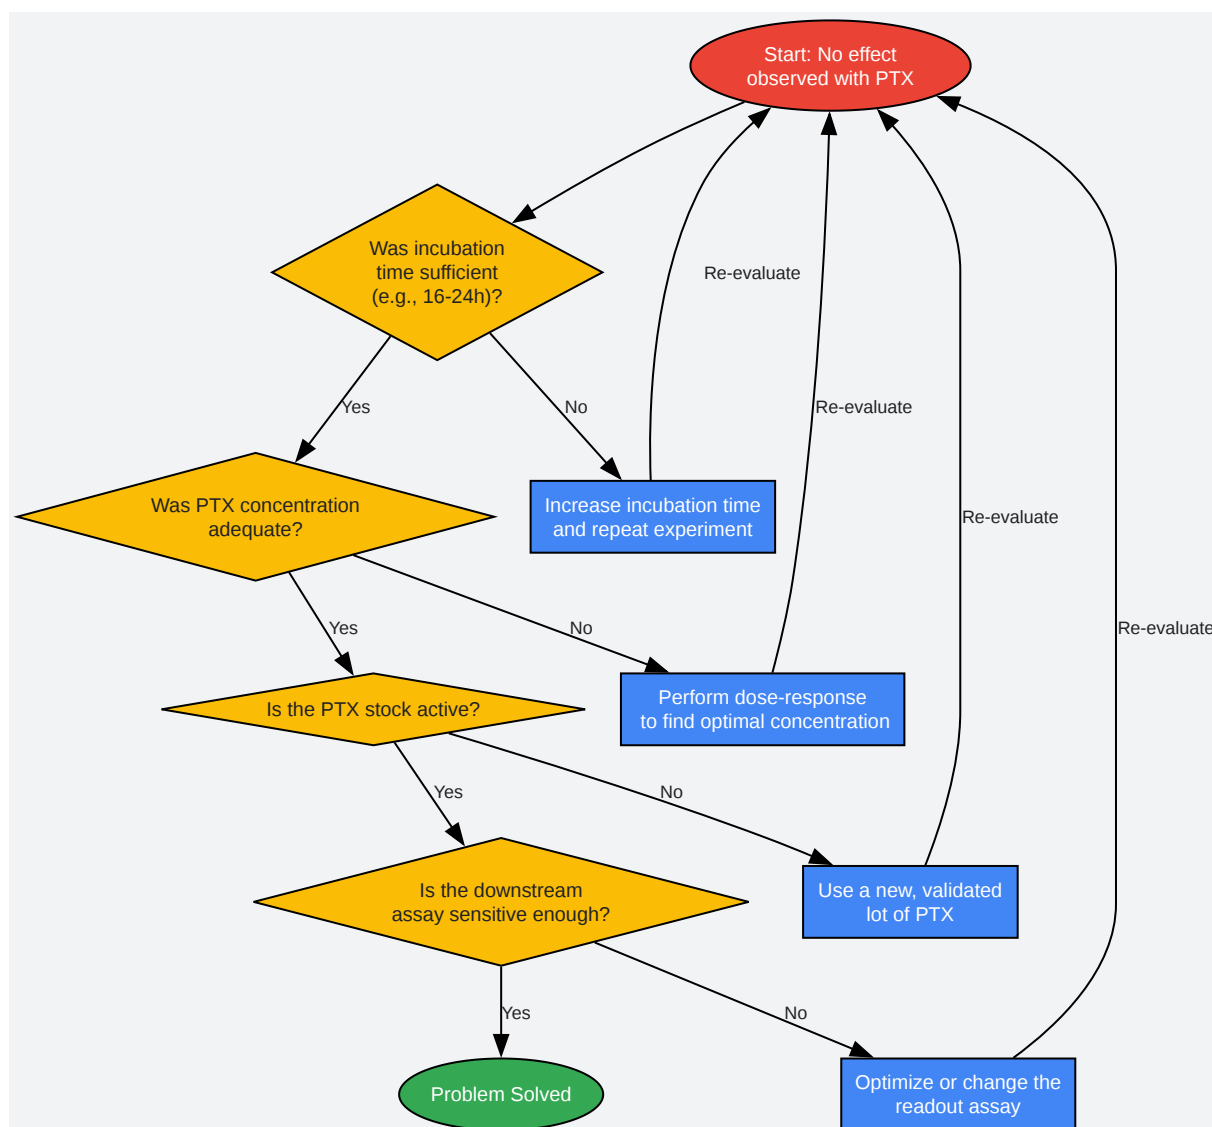 Start: No effect
observed with PTX
Was incubation
time sufficient
(e.g., 16-24h)?
Re-evaluate
Yes
No
Re-evaluate
Was PTX concentration
adequate?
Increase incubation time
and repeat experiment
Re-evaluate
Yes
No
Re-evaluate
Is the PTX stock active?
Perform dose-response
to find optimal concentration
Yes
No
Is the downstream
assay sensitive enough?
Use a new, validated
lot of PTX
Yes
No
Problem Solved
Optimize or change the
readout assay